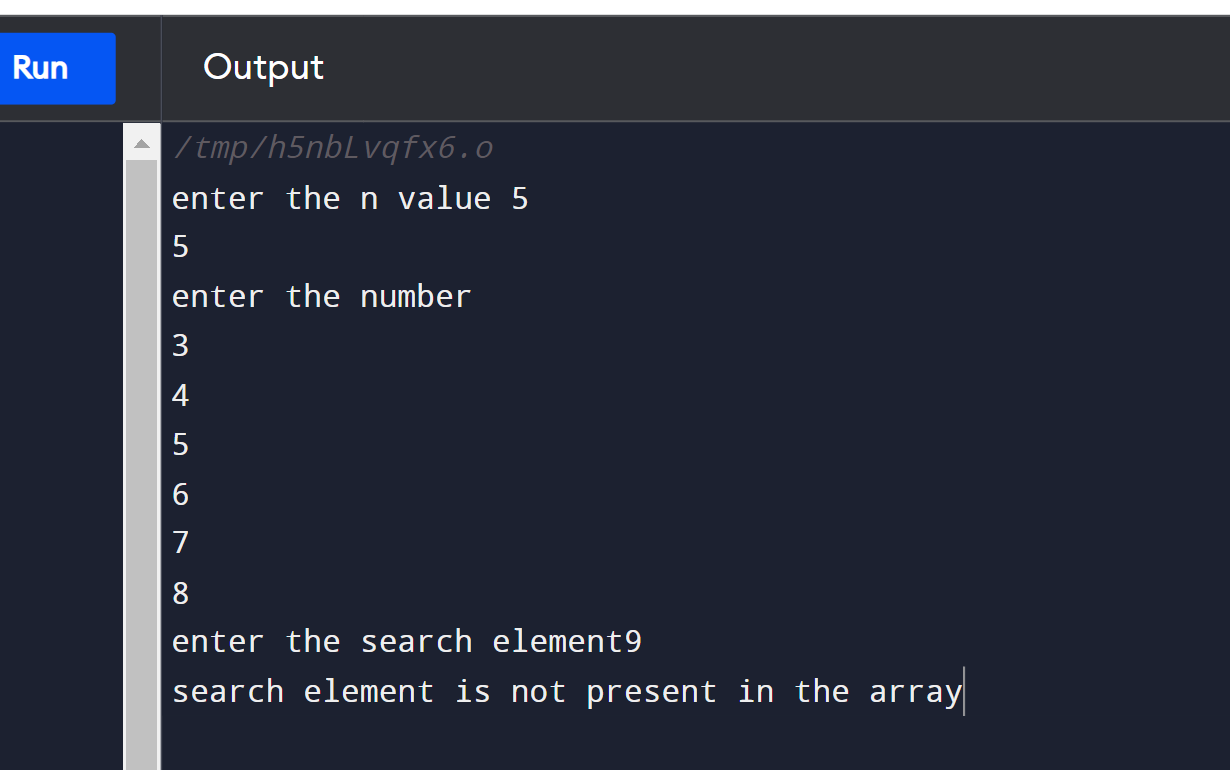 Run
Output
/tmp/h5nbLvqfx6.o
enter the n value 5
5
enter the number
3
4
5
6
7
8
enter the search element9
search element is not present in the array